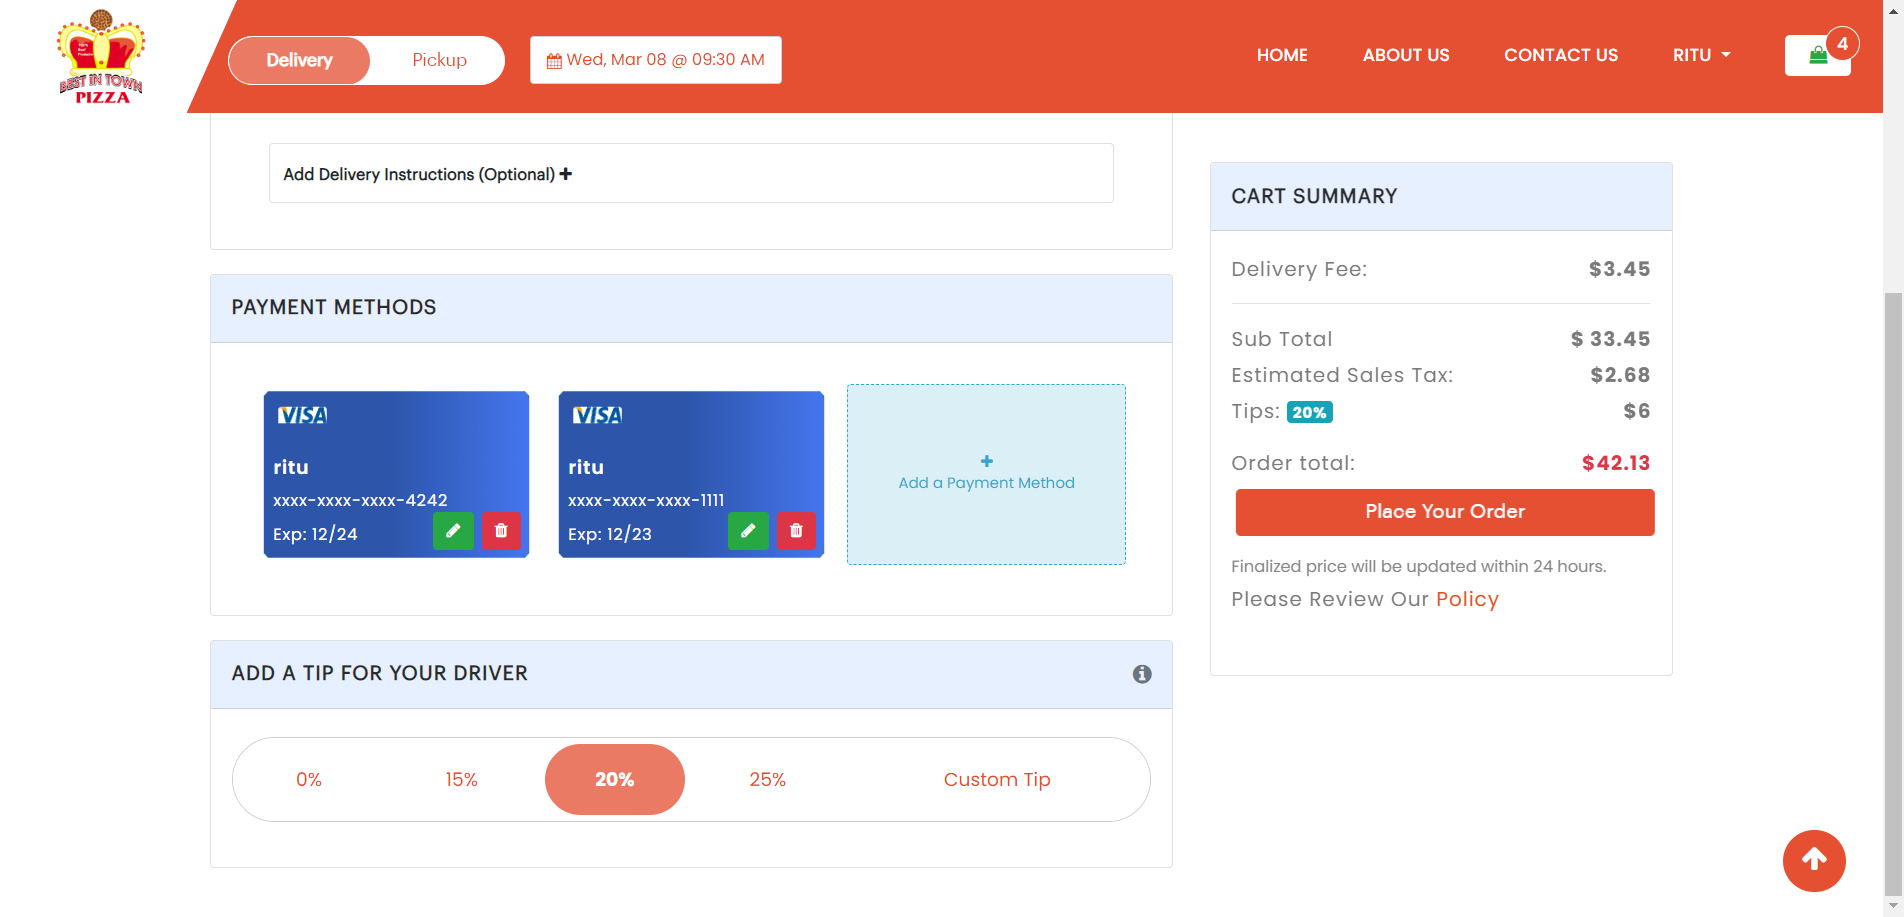 BEST IN TOWN
PIZZA
Delivery
Pickup
Wed, Mar 08 @ 09:30 AM
HOME
ABOUT US
CONTACT US
RITU
4
Add Delivery Instructions (Optional)
PAYMENT METHODS
VISA
ritu
xxxx-xxxx-xxxx-4242
Exp: 12/24
VISA
ritu
xxxx-xxxx-xxxx-1111
Exp: 12/23
Add a Payment Method
ADD A TIP FOR YOUR DRIVER
0%
15%
20%
25%
Custom Tip
CART SUMMARY
Delivery Fee: $3.45
Sub Total $ 33.45
Estimated Sales Tax: $2.68
Tips: 20% $6
Order total: $42.13
Place Your Order
Finalized price will be updated within 24 hours.
Please Review Our Policy